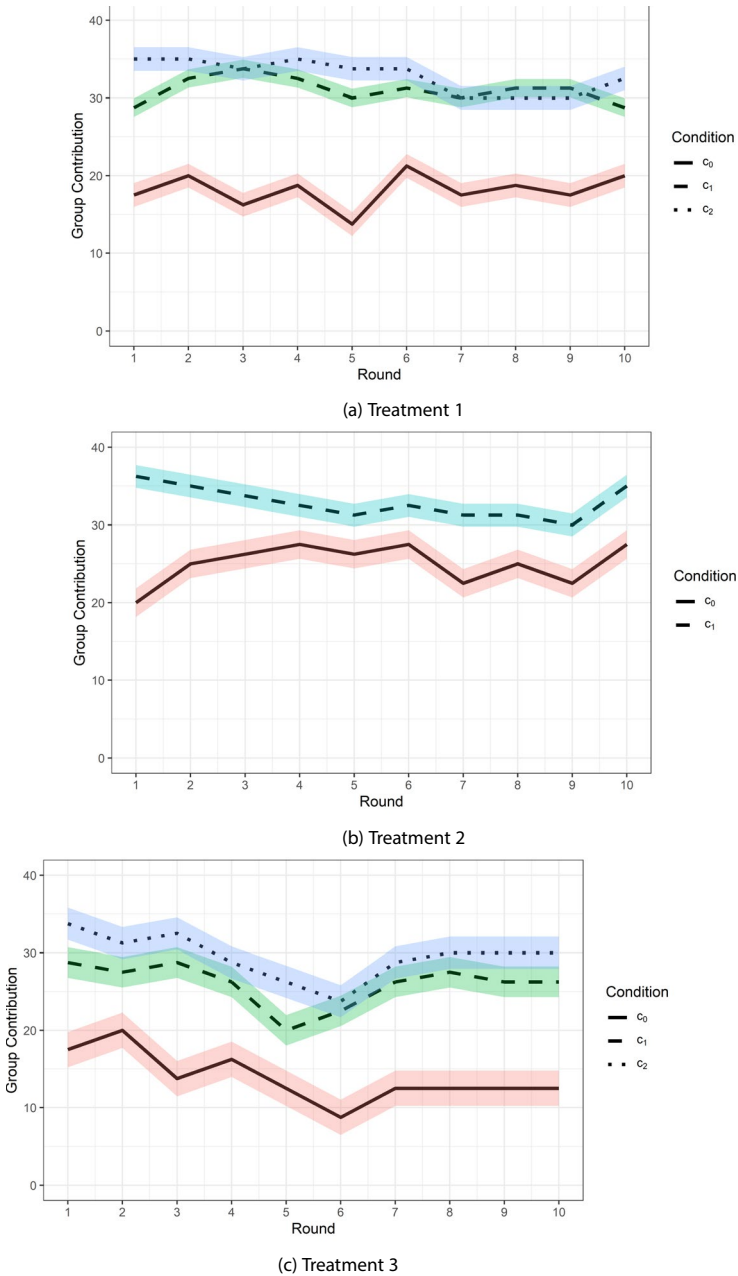 40
30
20
10
0
Group Contribution
1 2 3 4 5 6 7 8 9 10
Round
Condition
c₀
c₁
c₂
(a) Treatment 1
40
30
20
10
0
Group Contribution
1 2 3 4 5 6 7 8 9 10
Round
Condition
c₀
c₁
(b) Treatment 2
40
30
20
10
0
Group Contribution
1 2 3 4 5 6 7 8 9 10
Round
Condition
c₀
c₁
c₂
(c) Treatment 3